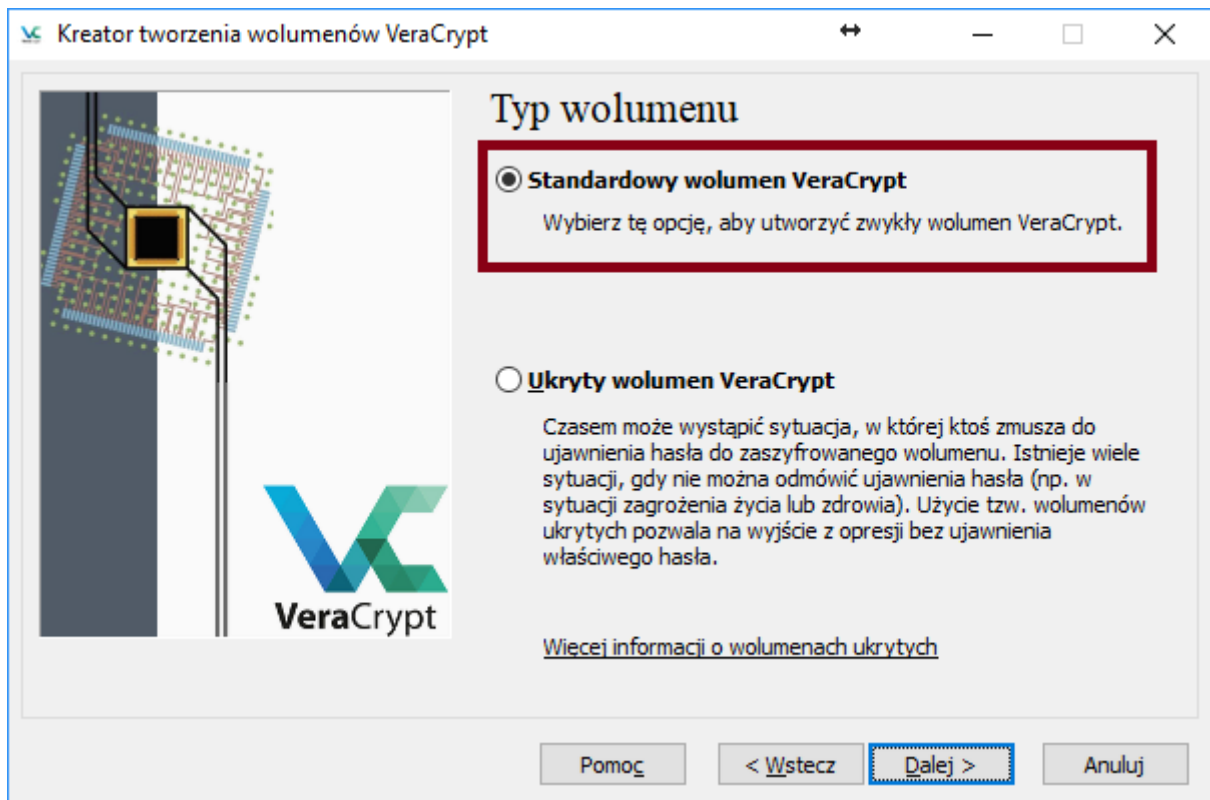 Kreator tworzenia wolumenów VeraCrypt
Typ wolumenu
Standardowy wolumen VeraCrypt
Wybierz tę opcję, aby utworzyć zwykły wolumen VeraCrypt.
Ukryty wolumen VeraCrypt
Czasem może wystąpić sytuacja, w której ktoś zmusza do
ujawnienia hasła do zaszyfrowanego wolumenu. Istnieje wiele
sytuacji, gdy nie można odmówić ujawnienia hasła (np. w
sytuacji zagrożenia życia lub zdrowia). Użycie tzw. wolumenów
ukrytych pozwala na wyjście z opresji bez ujawnienia
właściwego hasła.
VeraCrypt
Więcej informacji o wolumenach ukrytych
Pomoc
< Wstecz
Dalej >
Anuluj